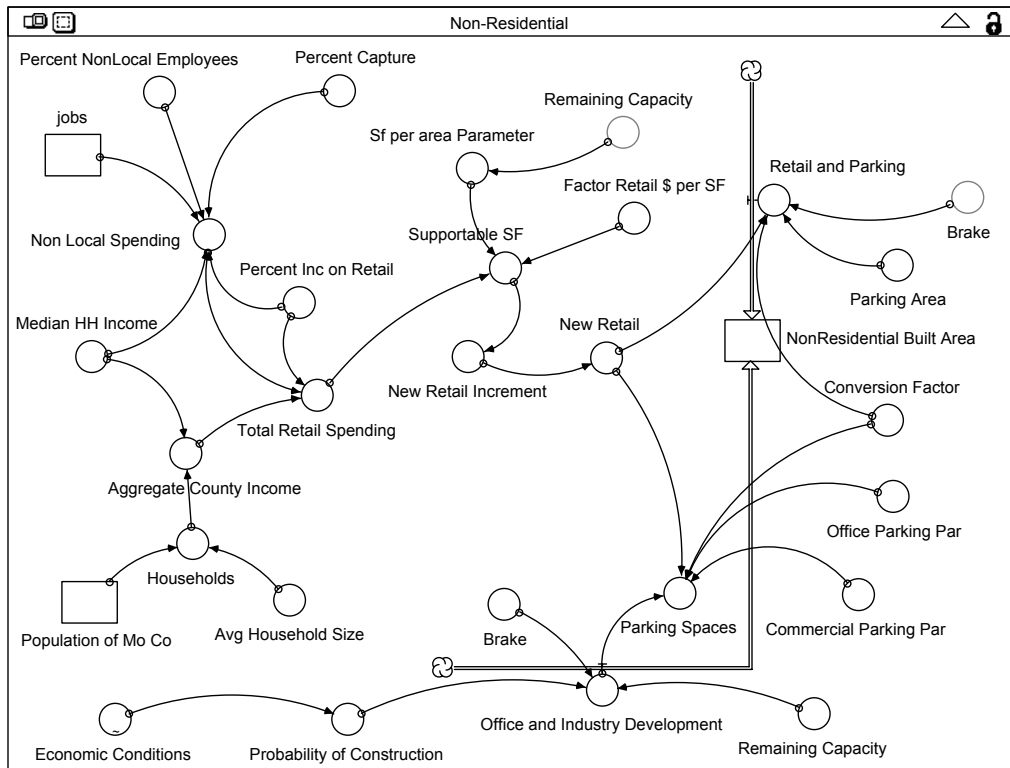 Non-Residential
Percent NonLocal Employees
Percent Capture
jobs
Remaining Capacity
Sf per area Parameter
Retail and Parking
Factor Retail $ per SF
Non Local Spending
Supportable SF
Brake
Percent Inc on Retail
Parking Area
Median HH Income
New Retail
NonResidential Built Area
New Retail Increment
Conversion Factor
Total Retail Spending
Aggregate County Income
Office Parking Par
Households
Population of Mo Co
Avg Household Size
Brake
Parking Spaces
Commercial Parking Par
~
Economic Conditions
Probability of Construction
Office and Industry Development
Remaining Capacity